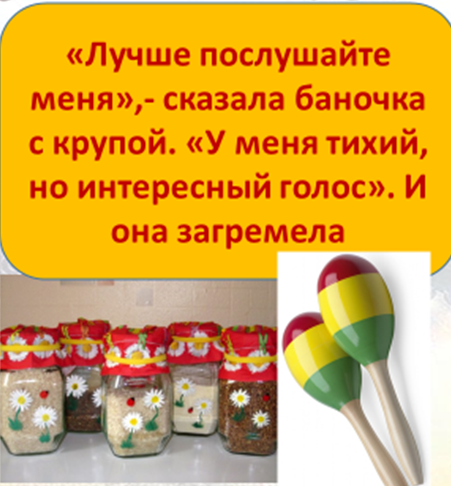 «Лучше послушайте
меня»,- сказала баночка
с крупой. «У меня тихий,
но интересный голос». И
она загремела